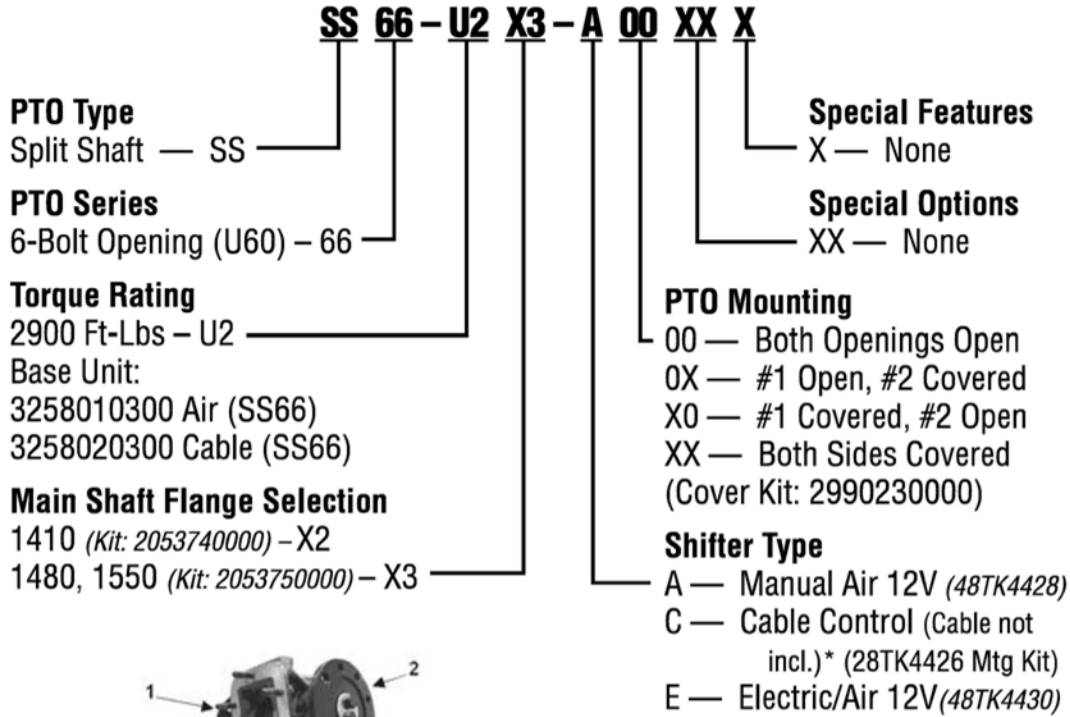 SS 66 – U2 X3 – A 00 XX X
PTO Type
Split Shaft — SS
PTO Series
6-Bolt Opening (U60) – 66
Torque Rating
2900 Ft-Lbs – U2
Base Unit:
3258010300 Air (SS66)
3258020300 Cable (SS66)
Main Shaft Flange Selection
1410 (Kit: 2053740000) – X2
1480, 1550 (Kit: 2053750000) – X3
Special Features
X — None
Special Options
XX — None
PTO Mounting
00 — Both Openings Open
0X — #1 Open, #2 Covered
X0 — #1 Covered, #2 Open
XX — Both Sides Covered
(Cover Kit: 2990230000)
Shifter Type
A — Manual Air 12V (48TK4428)
C — Cable Control (Cable not
incl.)* (28TK4426 Mtg Kit)
E — Electric/Air 12V(48TK4430)
1
2